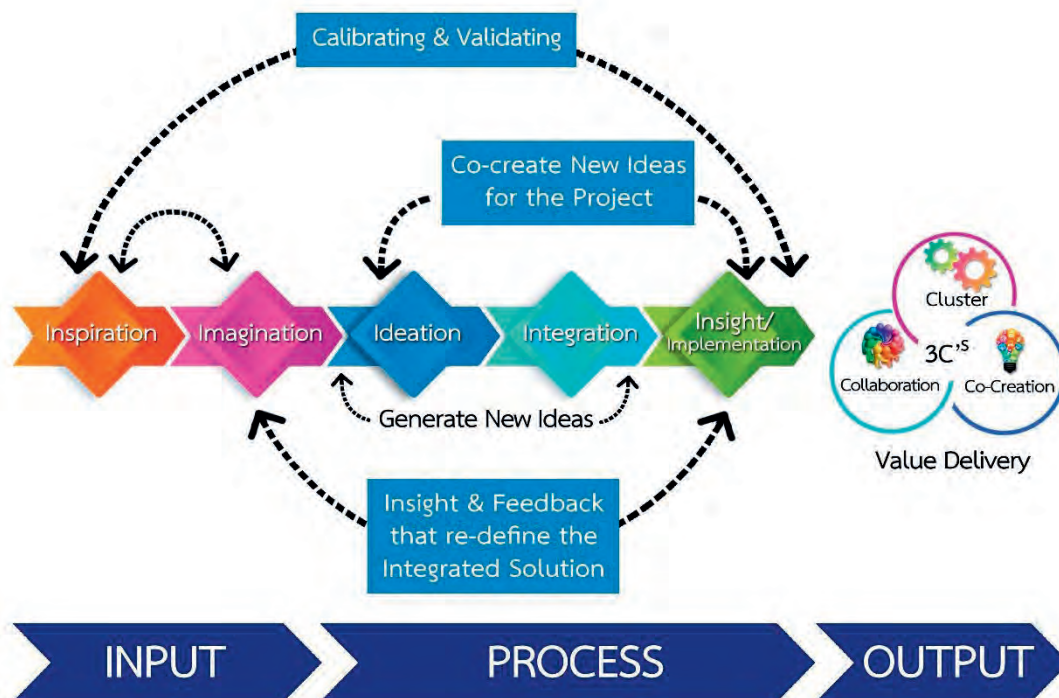 Calibrating & Validating
Co-create New Ideas
for the Project
Inspiration
Imagination
Ideation
Integration
Insight/
Implementation
Generate New Ideas
Insight & Feedback
that re-define the
Integrated Solution
Cluster
3C'S
Collaboration
Co-Creation
Value Delivery
INPUT
PROCESS
OUTPUT